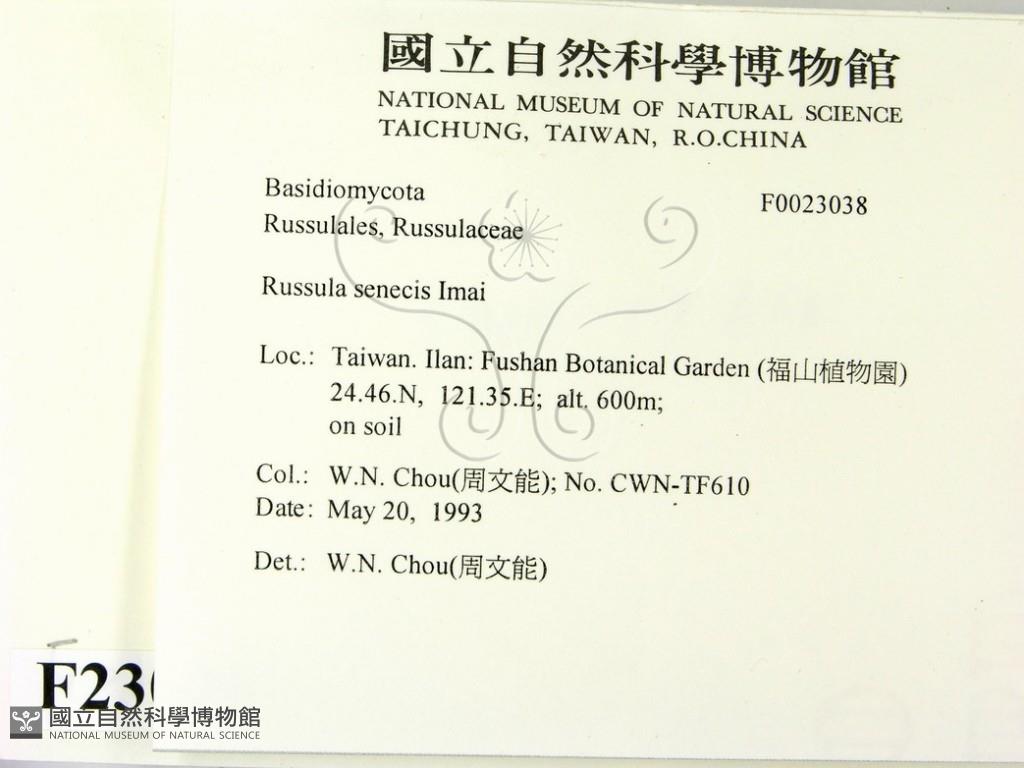 國立自然科學博物館
NATIONAL MUSEUM OF NATURAL SCIENCE
TAICHUNG, TAIWAN, R.O.CHINA
Basidiomycota
F0023038
Russulales, Russulaceae
Russula senecis Imai
Loc.: Taiwan. Ilan: Fushan Botanical Garden (福山植物園)
24.46.N, 121.35.E; alt. 600m;
on soil
Col.: W.N. Chou(周文能); No. CWN-TF610
Date: May 20, 1993
Det.: W.N. Chou(周文能)
F23
國立自然科學博物館
NATIONAL MUSEUM OF NATURAL SCIENCE